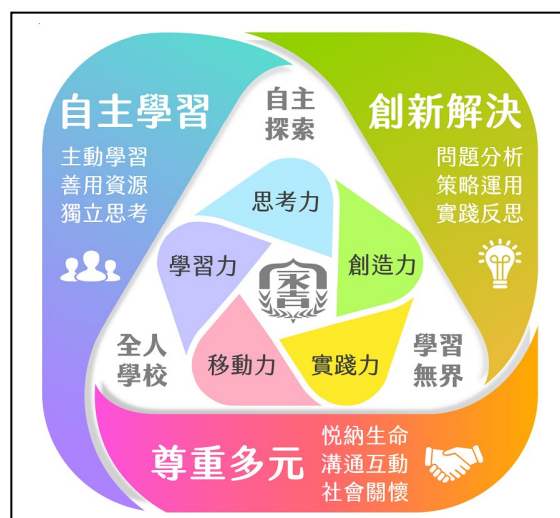 自主學習
主動學習
善用資源
獨立思考
創新解決
問題分析
策略運用
實踐反思
自主
探索
思考力
學習力
創造力
永吉
移動力
實踐力
全人
學校
學習
無界
尊重多元
悅納生命
溝通互動
社會關懷